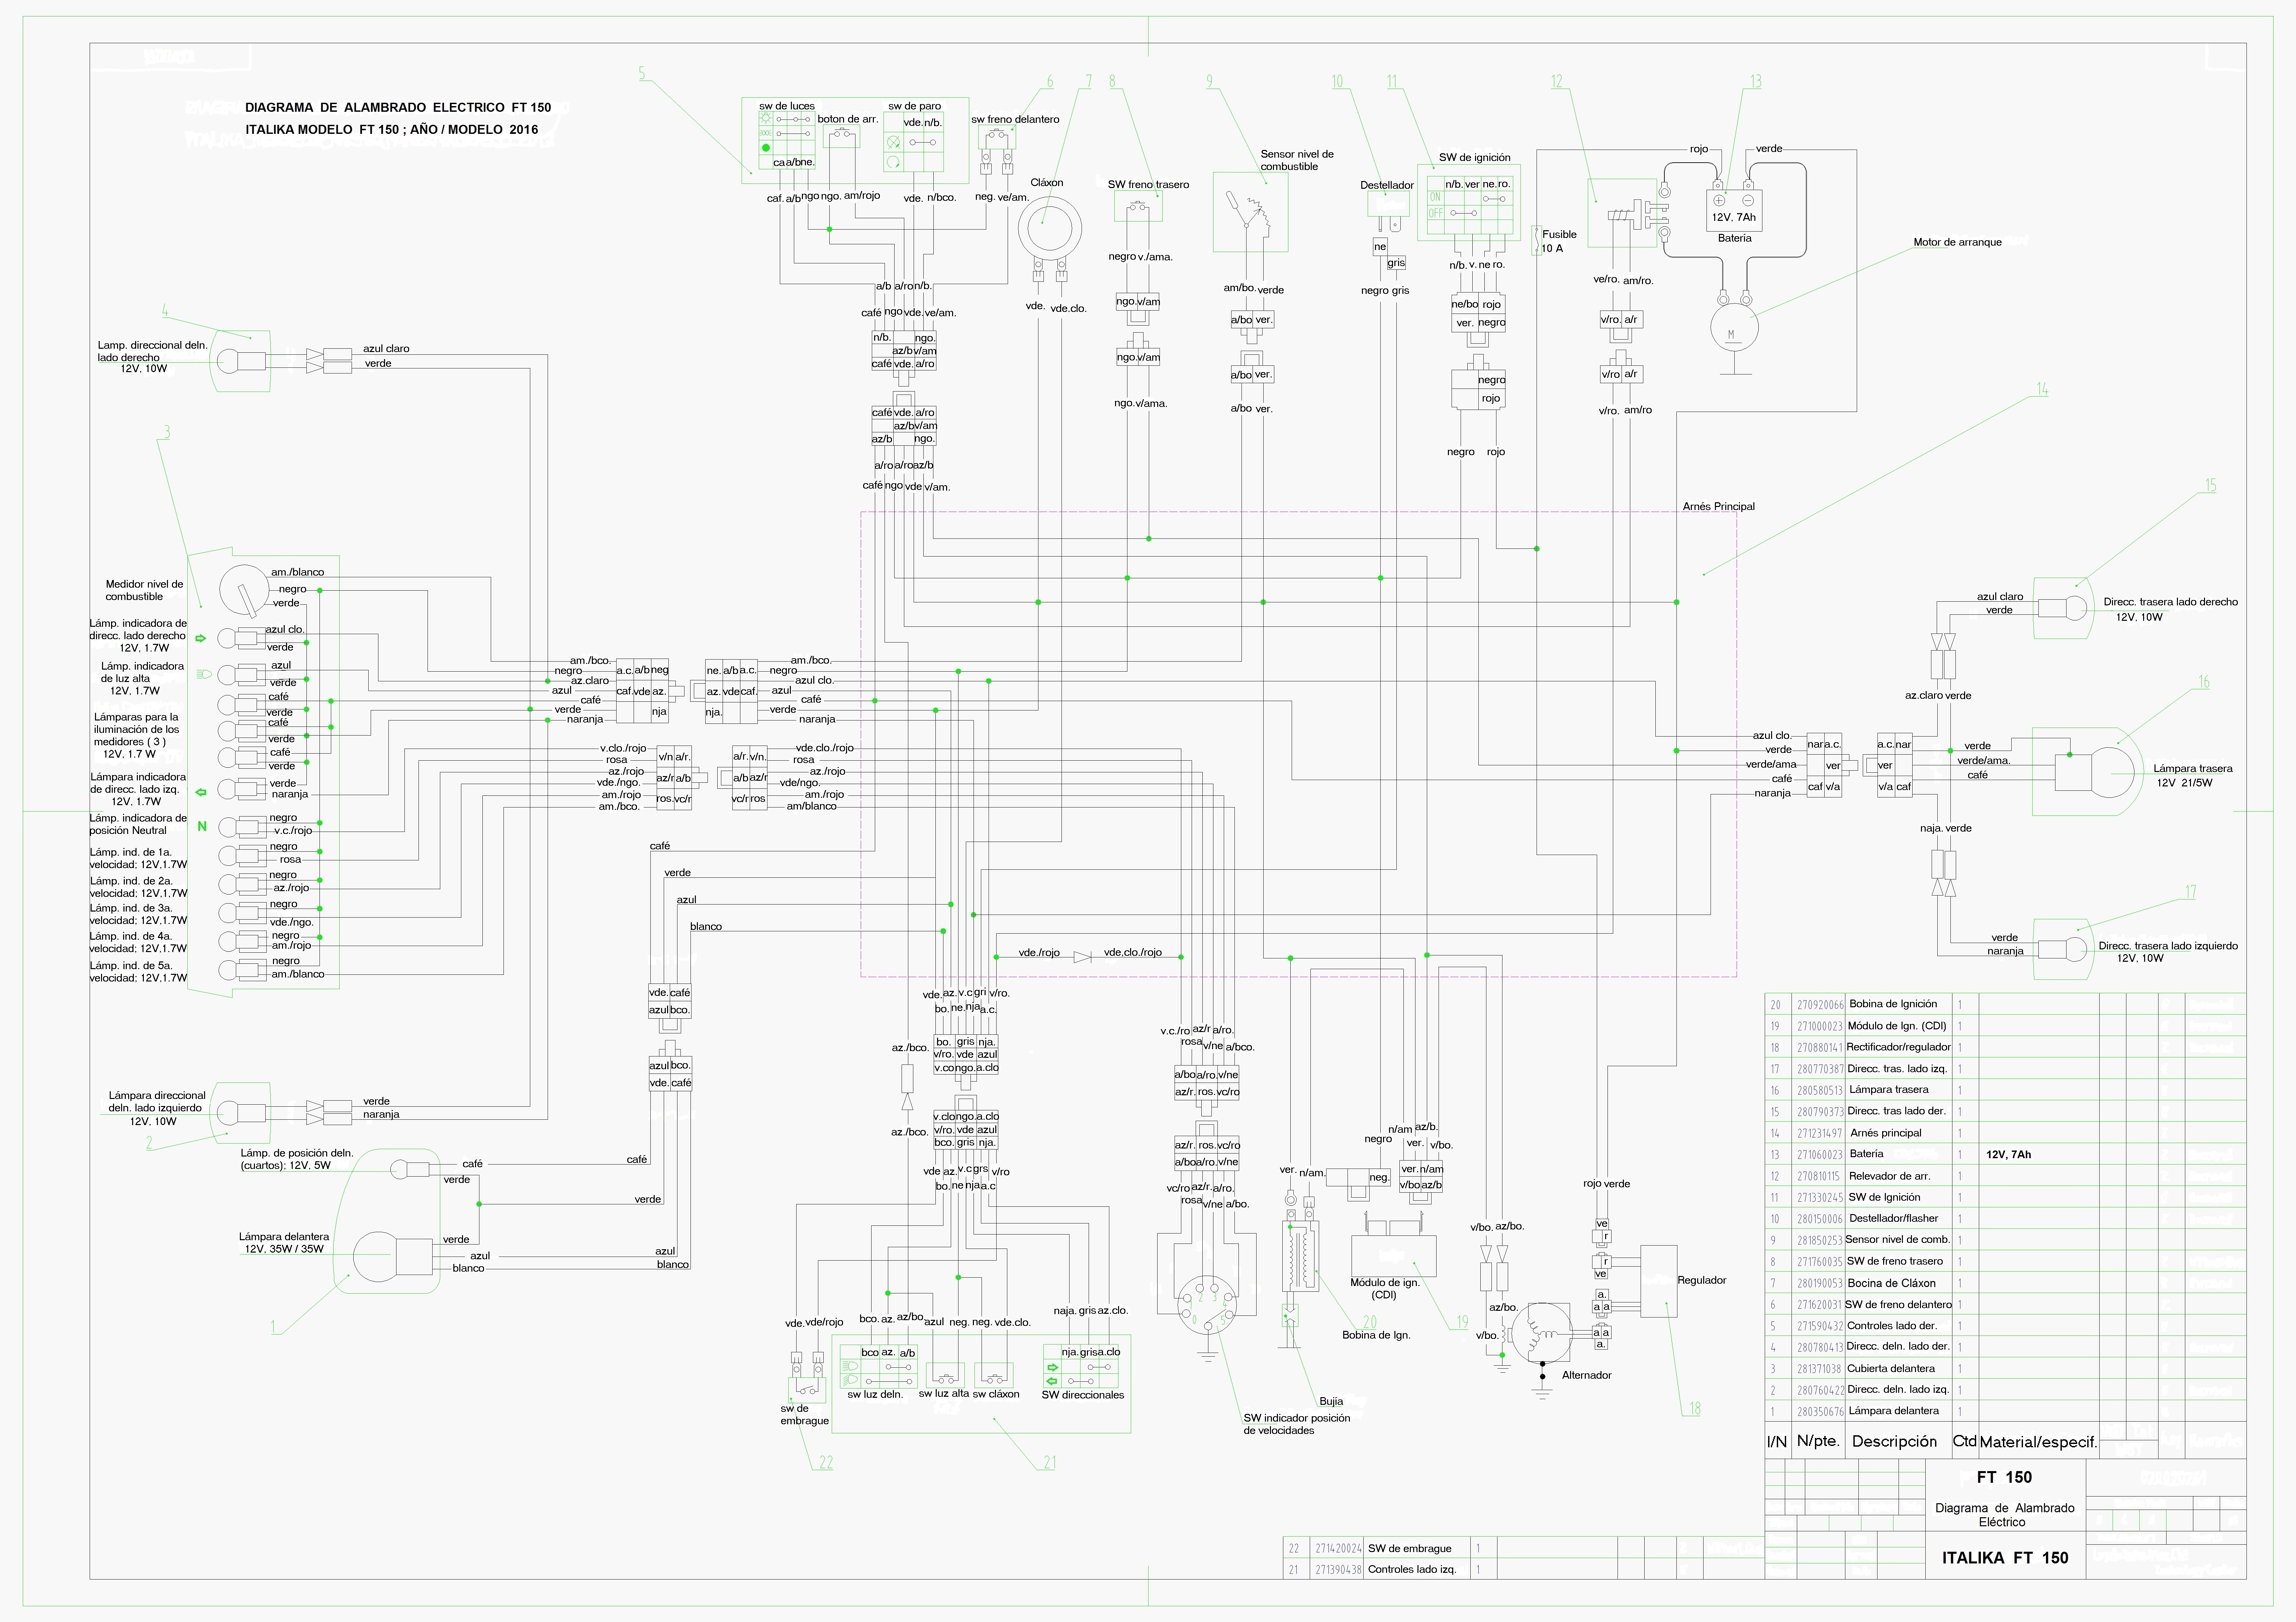 DIAGRAMA DE ALAMBRADO ELECTRICO FT 150
ITALIKA MODELO FT 150 ; AÑO / MODELO 2016
5
6
7
8
9
10
11
12
13
sw de luces
boton de arr.
sw de paro
vde. n/b.
ca a/b ne.
sw freno delantero
caf. a/b ngo ngo. am/rojo
vde. n/bco.
neg. ve/am.
Cláxon
vde. vde.clo.
SW freno trasero
negro v./ama.
ngo. v/am
ngo. v/am
ngo. v/ama.
Sensor nivel de
combustible
am/bo. verde
a/bo ver.
a/bo ver.
a/bo ver.
Destellador
ne
gris
negro gris
SW de ignición
n/b. ver ne. ro.
ON
OFF
n/b. v. ne ro.
ne/bo rojo
ver. negro
negro
rojo
negro rojo
Fusible
10 A
ve/ro. am/ro.
v/ro. a/r
v/ro a/r
v/ro. am/ro
rojo
verde
12V, 7Ah
Batería
Motor de arranque
M
a/b a/ro n/b.
café ngo vde. ve/am.
n/b. ngo.
az/b v/am
café vde. a/ro
café vde. a/ro
az/b v/am
az/b ngo.
a/ro a/ro az/b
café ngo vde v/am.
4
Lamp. direccional deln.
lado derecho
12V, 10W
azul claro
verde
3
14
Arnés Principal
15
Medidor nivel de
combustible
am./blanco
negro
verde
Lámp. indicadora de
direcc. lado derecho
12V, 1.7W
azul clo.
verde
Lámp. indicadora
de luz alta
12V, 1.7W
azul
verde
café
verde
Lámparas para la
iluminación de los
medidores ( 3 )
12V, 1.7 W
café
verde
café
verde
Lámpara indicadora
de direcc. lado izq.
12V, 1.7W
verde
naranja
Lámp. indicadora de
posición Neutral
N
negro
v.c./rojo
Lámp. ind. de 1a.
velocidad; 12V,1.7W
negro
rosa
Lámp. ind. de 2a.
velocidad; 12V,1.7W
negro
az./rojo
Lámp. ind. de 3a.
velocidad; 12V,1.7W
negro
vde./ngo.
Lámp. ind. de 4a.
velocidad; 12V,1.7W
negro
am./rojo
Lámp. ind. de 5a.
velocidad; 12V,1.7W
negro
am./blanco
am./bco.
negro
az.claro
azul
café
verde
naranja
a.c. a/b neg
caf. vde az.
nja
ne. a/b a.c.
az. vde caf.
nja.
am./bco.
negro
azul clo.
azul
café
verde
naranja
v.clo./rojo
rosa
az./rojo
vde./ngo.
am./rojo
am./bco.
v/n a/r.
az/r a/b
ros. vc/r
a/r. v/n.
a/b az/r
vc/r ros
vde.clo./rojo
rosa
az./rojo
vde/ngo.
am./rojo
am/blanco
café
verde
azul
blanco
vde./rojo
vde.clo./rojo
azul claro
verde
Direcc. trasera lado derecho
12V, 10W
az.claro verde
16
azul clo.
verde
verde/ama
café
naranja
nar a.c.
ver
caf v/a
a.c. nar
ver
v/a caf
verde
verde/ama.
café
Lámpara trasera
12V 21/5W
naja. verde
17
verde
naranja
Direcc. trasera lado izquierdo
12V, 10W
vde. café
azul bco.
azul bco.
vde. café
Lámpara direccional
deln. lado izquierdo
12V, 10W
verde
naranja
2
Lámp. de posición deln.
(cuartos); 12V, 5W
café
verde
café
verde
Lámpara delantera
12V, 35W / 35W
verde
azul
blanco
azul
blanco
1
az./bco.
az./bco.
vde. az. v.c gri v/ro.
bo. ne. nja a.c.
bo. gris nja.
v/ro. vde azul
v.co ngo. a.clo
v.clo ngo. a.clo
v/ro. vde azul
bco. gris nja.
vde az. v.c grs v/ro
bo. ne nja a.c
vde. vde/rojo
bco. az. az/bo. azul neg. neg. vde.clo.
naja. gris az.clo.
bco az. a/b
sw luz deln.
sw luz alta
sw cláxon
nja. gris a.clo
SW direccionales
sw de
embrague
22
21
v.c./ro az/r a/ro.
rosa v/ne a/bco.
a/bo a/ro. v/ne
az/r. ros. vc/ro
az/r. ros. vc/ro
a/bo a/ro. v/ne
vc/ro az/r. a/ro.
rosa v/ne a/bo.
0
1
2
3
4
5
SW indicador posición
de velocidades
ver. n/am.
Bujia
20
Bobina de Ign.
negro
neg.
n/am az/b.
ver. v/bo.
ver. n/am
v/bo az/b
Módulo de ign.
(CDI)
19
v/bo. az/bo.
az/bo.
v/bo.
Alternador
rojo verde
ve
r
r
ve
a.
a a
a a
a.
Regulador
18
20 270920066 Bobina de Ignición 1
19 271000023 Módulo de Ign. (CDI) 1
18 270880141 Rectificador/regulador 1
17 280770387 Direcc. tras. lado izq. 1
16 280580513 Lámpara trasera 1
15 280790373 Direcc. tras lado der. 1
14 271231497 Arnés principal 1
13 271060023 Batería 1 12V, 7Ah
12 270810115 Relevador de arr. 1
11 271330245 SW de Ignición 1
10 280150006 Destellador/flasher 1
9 281850253 Sensor nivel de comb. 1
8 271760035 SW de freno trasero 1
7 280190053 Bocina de Cláxon 1
6 271620031 SW de freno delantero 1
5 271590432 Controles lado der. 1
4 280780413 Direcc. deln. lado der. 1
3 281371038 Cubierta delantera 1
2 280760422 Direcc. deln. lado izq. 1
1 280350676 Lámpara delantera 1
I/N N/pte. Descripción Ctd Material/especif.
FT 150
Diagrama de Alambrado
Eléctrico
ITALIKA FT 150
22 271420024 SW de embrague 1
21 271390438 Controles lado izq. 1